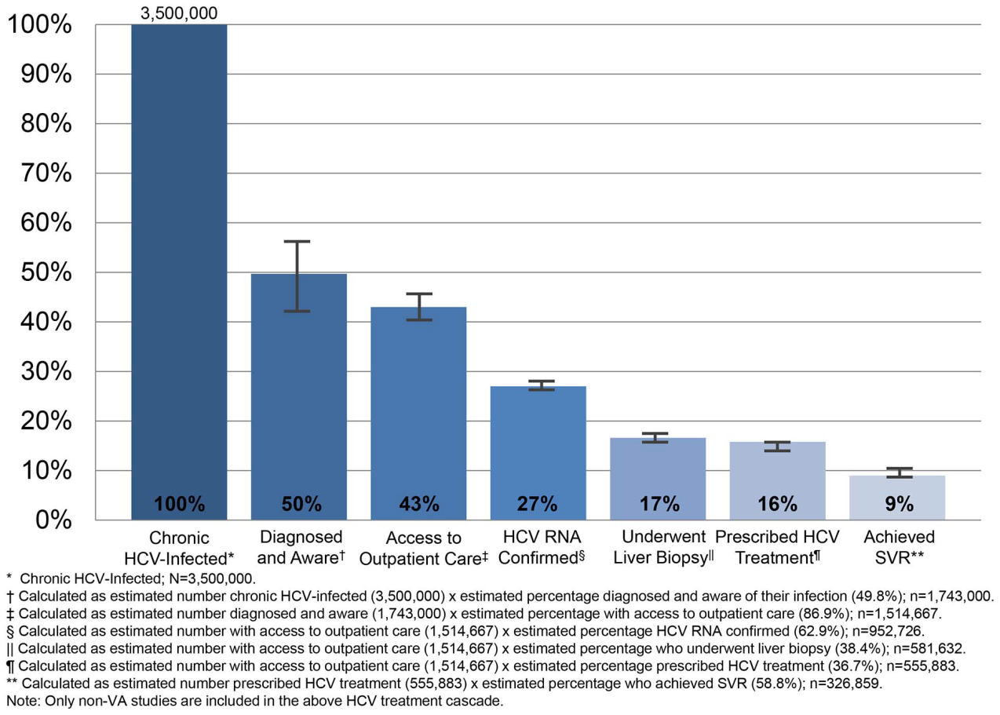 3,500,000
100%
90%
80%
70%
60%
50%
40%
30%
20%
10%
0%
100%
50%
43%
27%
17%
16%
9%
Chronic
HCV-Infected*
Diagnosed
and Aware†
Access to
Outpatient Care‡
HCV RNA
Confirmed§
Underwent
Liver Biopsy||
Prescribed HCV
Treatment¶
Achieved
SVR**
* Chronic HCV-Infected; N=3,500,000.
† Calculated as estimated number chronic HCV-infected (3,500,000) x estimated percentage diagnosed and aware of their infection (49.8%); n=1,743,000.
‡ Calculated as estimated number diagnosed and aware (1,743,000) x estimated percentage with access to outpatient care (86.9%); n=1,514,667.
§ Calculated as estimated number with access to outpatient care (1,514,667) x estimated percentage HCV RNA confirmed (62.9%); n=952,726.
|| Calculated as estimated number with access to outpatient care (1,514,667) x estimated percentage who underwent liver biopsy (38.4%); n=581,632.
¶ Calculated as estimated number with access to outpatient care (1,514,667) x estimated percentage prescribed HCV treatment (36.7%); n=555,883.
** Calculated as estimated number prescribed HCV treatment (555,883) x estimated percentage who achieved SVR (58.8%); n=326,859.
Note: Only non-VA studies are included in the above HCV treatment cascade.